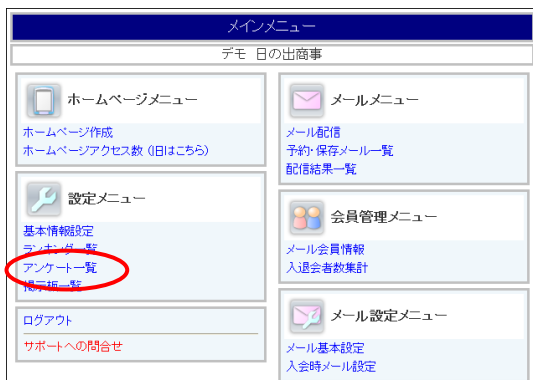 メインメニュー
デモ 日の出商事
ホームページメニュー
ホームページ作成
ホームページアクセス数 (旧はこちら)
設定メニュー
基本情報設定
ランキング一覧
アンケート一覧
掲示板一覧
ログアウト
サポートへの問合せ
メールメニュー
メール配信
予約・保存メール一覧
配信結果一覧
会員管理メニュー
メール会員情報
入退会者数集計
メール設定メニュー
メール基本設定
入会時メール設定